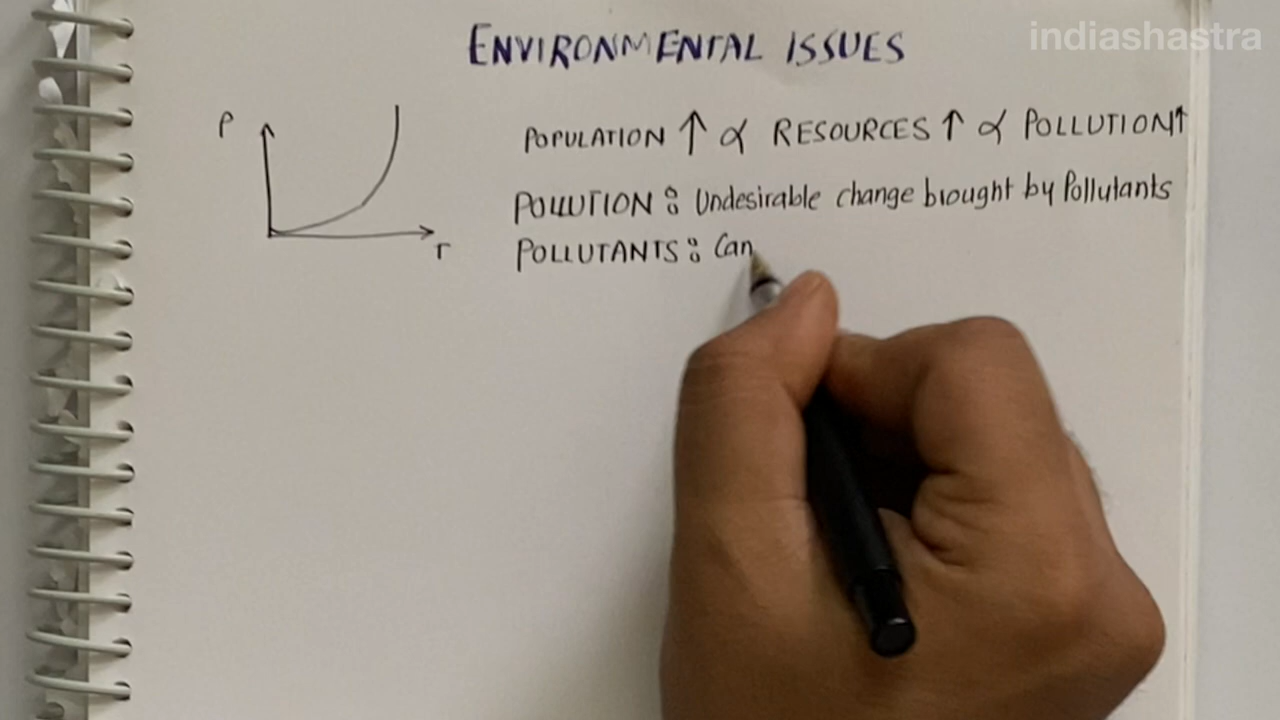 indiashastra
ENVIRONMENTAL ISSUES
P
POPULATION ↑ ∝ RESOURCES ↑ ∝ POLLUTION↑
POLLUTION : Undesirable change brought by Pollutants
T
POLLUTANTS : Can